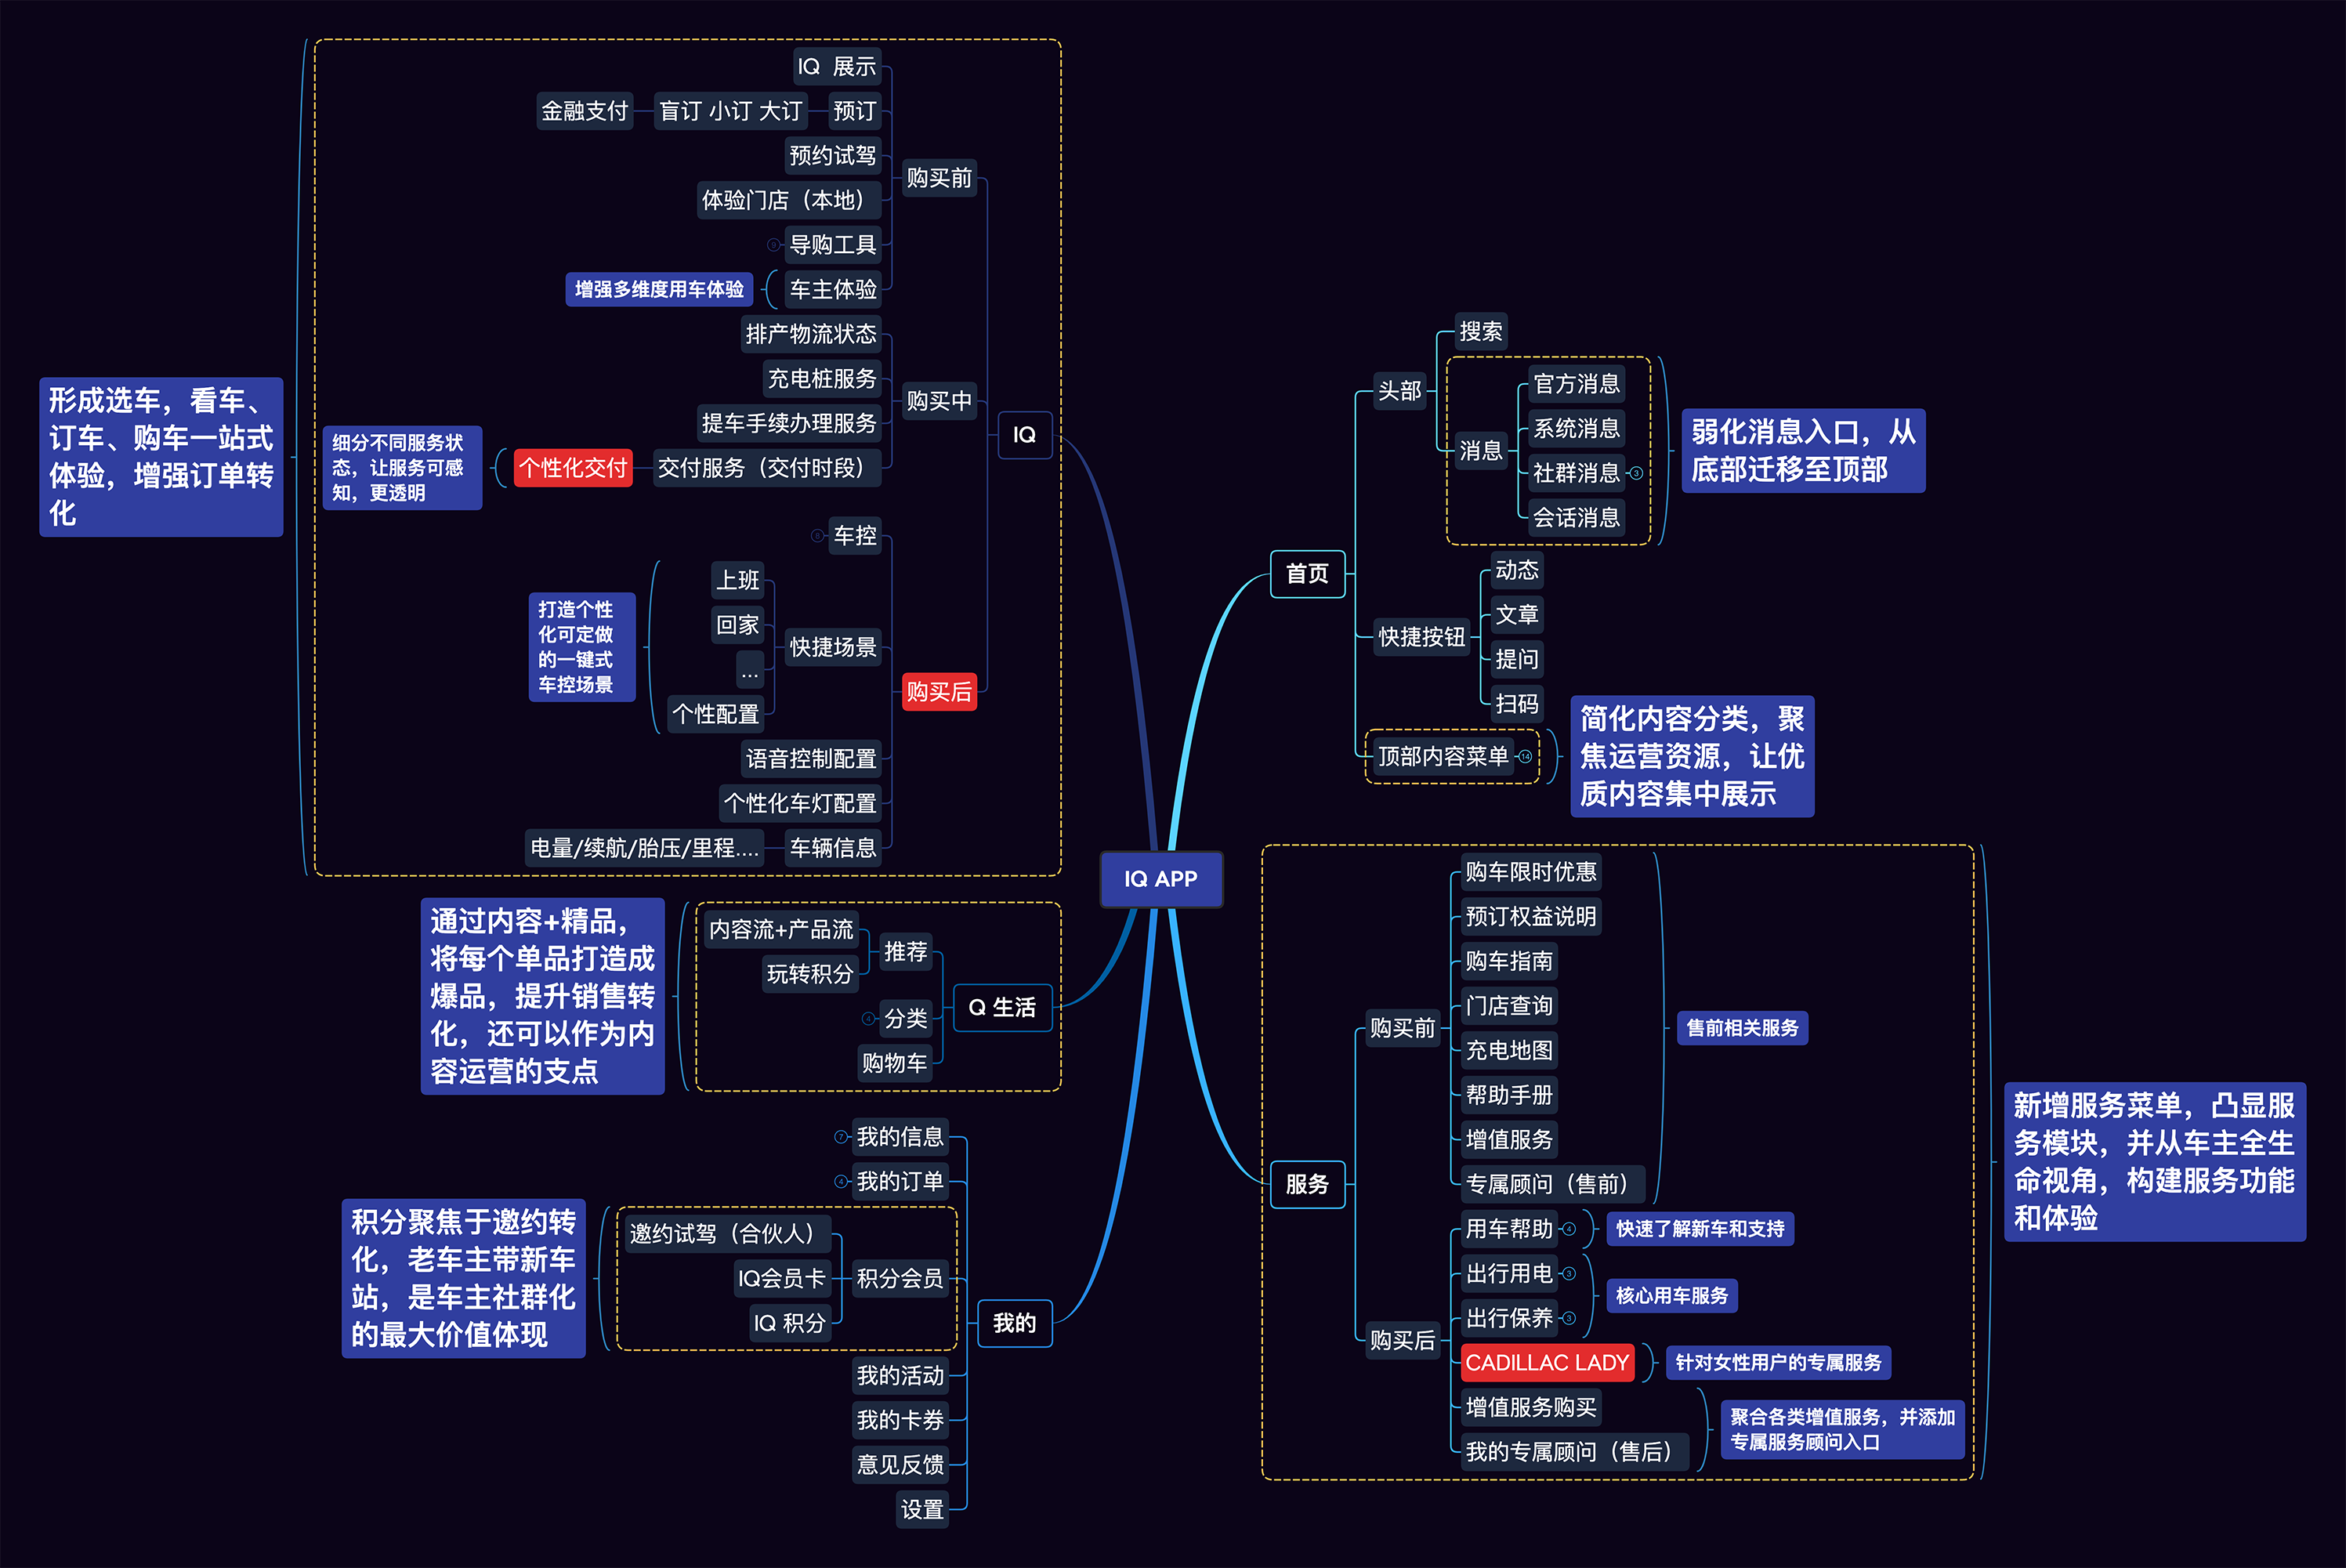 IQ APP
首页
头部
搜索
消息
官方消息
系统消息
社群消息
3
会话消息
弱化消息入口，从
底部迁移至顶部
快捷按钮
动态
文章
提问
扫码
顶部内容菜单
14
简化内容分类，聚
焦运营资源，让优
质内容集中展示
服务
购买前
购车限时优惠
预订权益说明
购车指南
门店查询
充电地图
帮助手册
增值服务
专属顾问（售前）
售前相关服务
购买后
用车帮助
4
快速了解新车和支持
出行用电
3
出行保养
3
核心用车服务
CADILLAC LADY
针对女性用户的专属服务
增值服务购买
我的专属顾问（售后）
聚合各类增值服务，并添加
专属服务顾问入口
新增服务菜单，凸显服
务模块，并从车主全生
命视角，构建服务功能
和体验
IQ
购买前
IQ 展示
预订
盲订 小订 大订
金融支付
预约试驾
体验门店（本地）
导购工具
9
车主体验
增强多维度用车体验
购买中
排产物流状态
充电桩服务
提车手续办理服务
交付服务（交付时段）
个性化交付
细分不同服务状
态，让服务可感
知，更透明
购买后
车控
8
快捷场景
上班
回家
...
个性配置
打造个性
化可定做
的一键式
车控场景
语音控制配置
个性化车灯配置
车辆信息
电量/续航/胎压/里程....
形成选车，看车、
订车、购车一站式
体验，增强订单转
化
Q 生活
推荐
内容流+产品流
玩转积分
分类
4
购物车
通过内容+精品，
将每个单品打造成
爆品，提升销售转
化，还可以作为内
容运营的支点
我的
我的信息
7
我的订单
4
积分会员
邀约试驾（合伙人）
IQ会员卡
IQ 积分
积分聚焦于邀约转
化，老车主带新车
站，是车主社群化
的最大价值体现
我的活动
我的卡券
意见反馈
设置